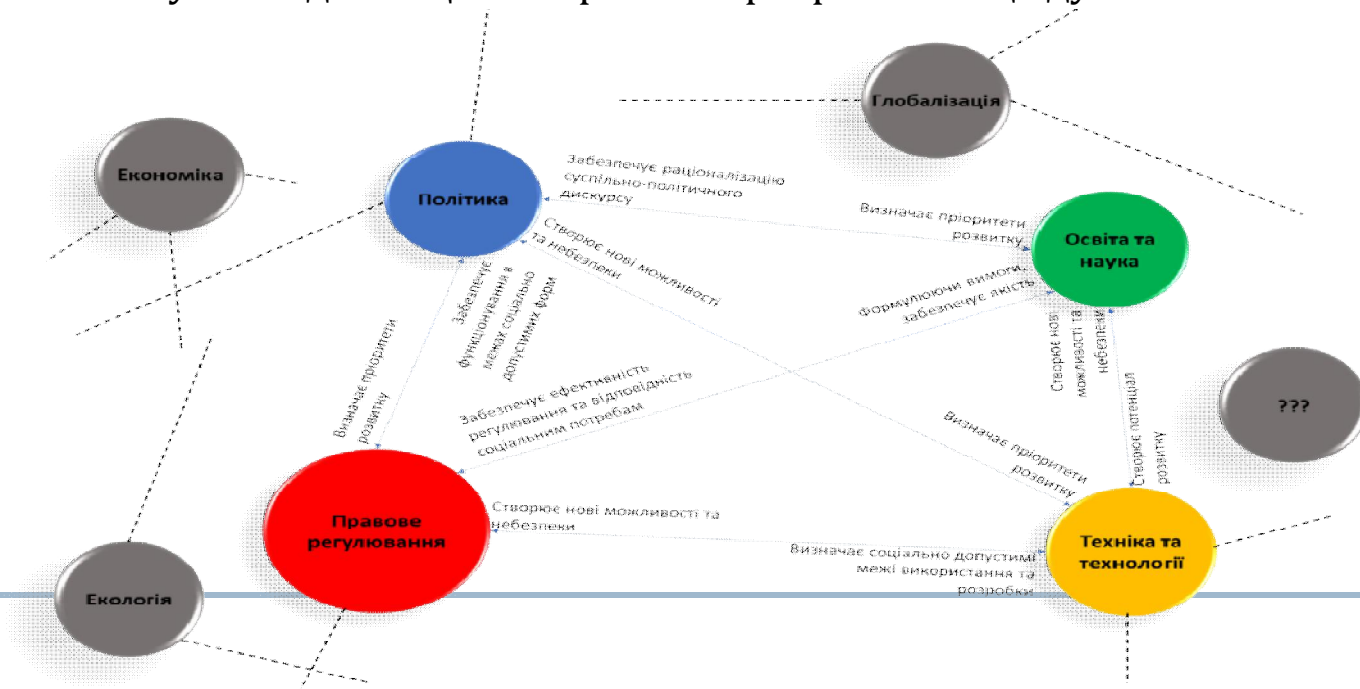 Глобалізація
Економіка
Політика
Забезпечує раціоналізацію
суспільно-політичного
дискурсу
Визначає пріоритети
розвитку
Освіта та
наука
Створює нові можливості
та небезпеки
Забезпечує
функціонування в
межах соціально
допустимих форм
Формулюючи вимоги,
забезпечує якість
Створює нові
можливості та
небезпеки
Визначає пріоритети
розвитку
Забезпечує ефективність
регулювання та відповідність
соціальним потребам
Створює потенціал
розвитку
???
Визначає пріоритети
розвитку
Правове
регулювання
Створює нові можливості та
небезпеки
Визначає соціально допустимі
межі використання та
розробки
Техніка та
технології
Екологія